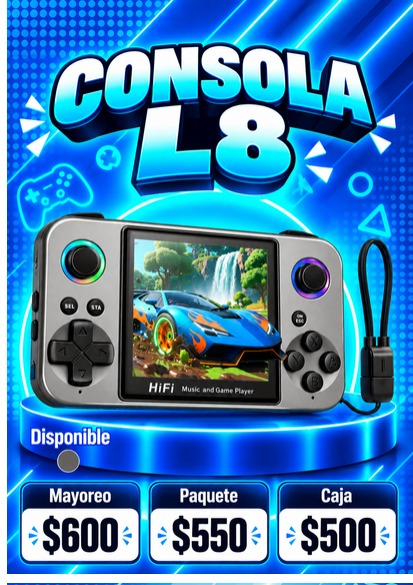 CONSOLA
L8
SEL STA
ON
ESC
X
Y
A
B
HiFi Music and Game Player
Disponible
Mayoreo Paquete Caja
$600 $550 $500